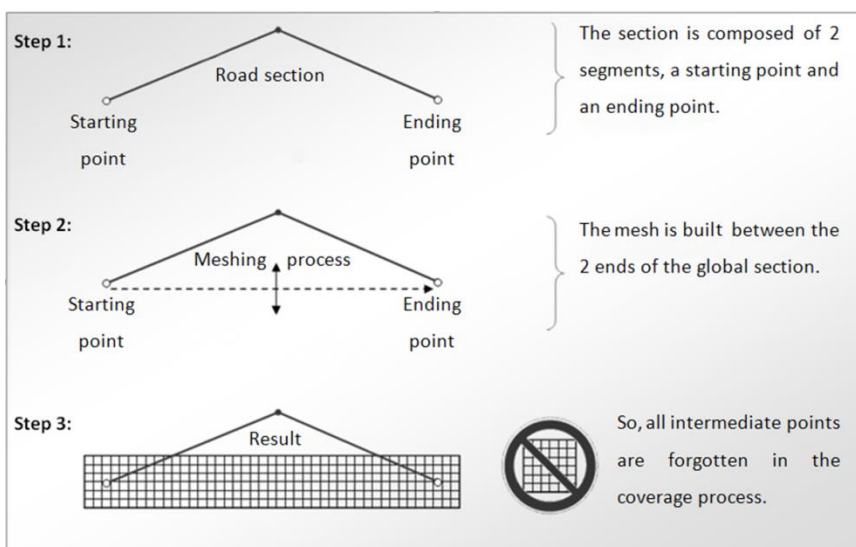 Step 1:
Road section
Starting
point
Ending
point
The section is composed of 2
segments, a starting point and
an ending point.
Step 2:
Meshing process
Starting
point
Ending
point
The mesh is built between the
2 ends of the global section.
Step 3:
Result
So, all intermediate points
are forgotten in the
coverage process.